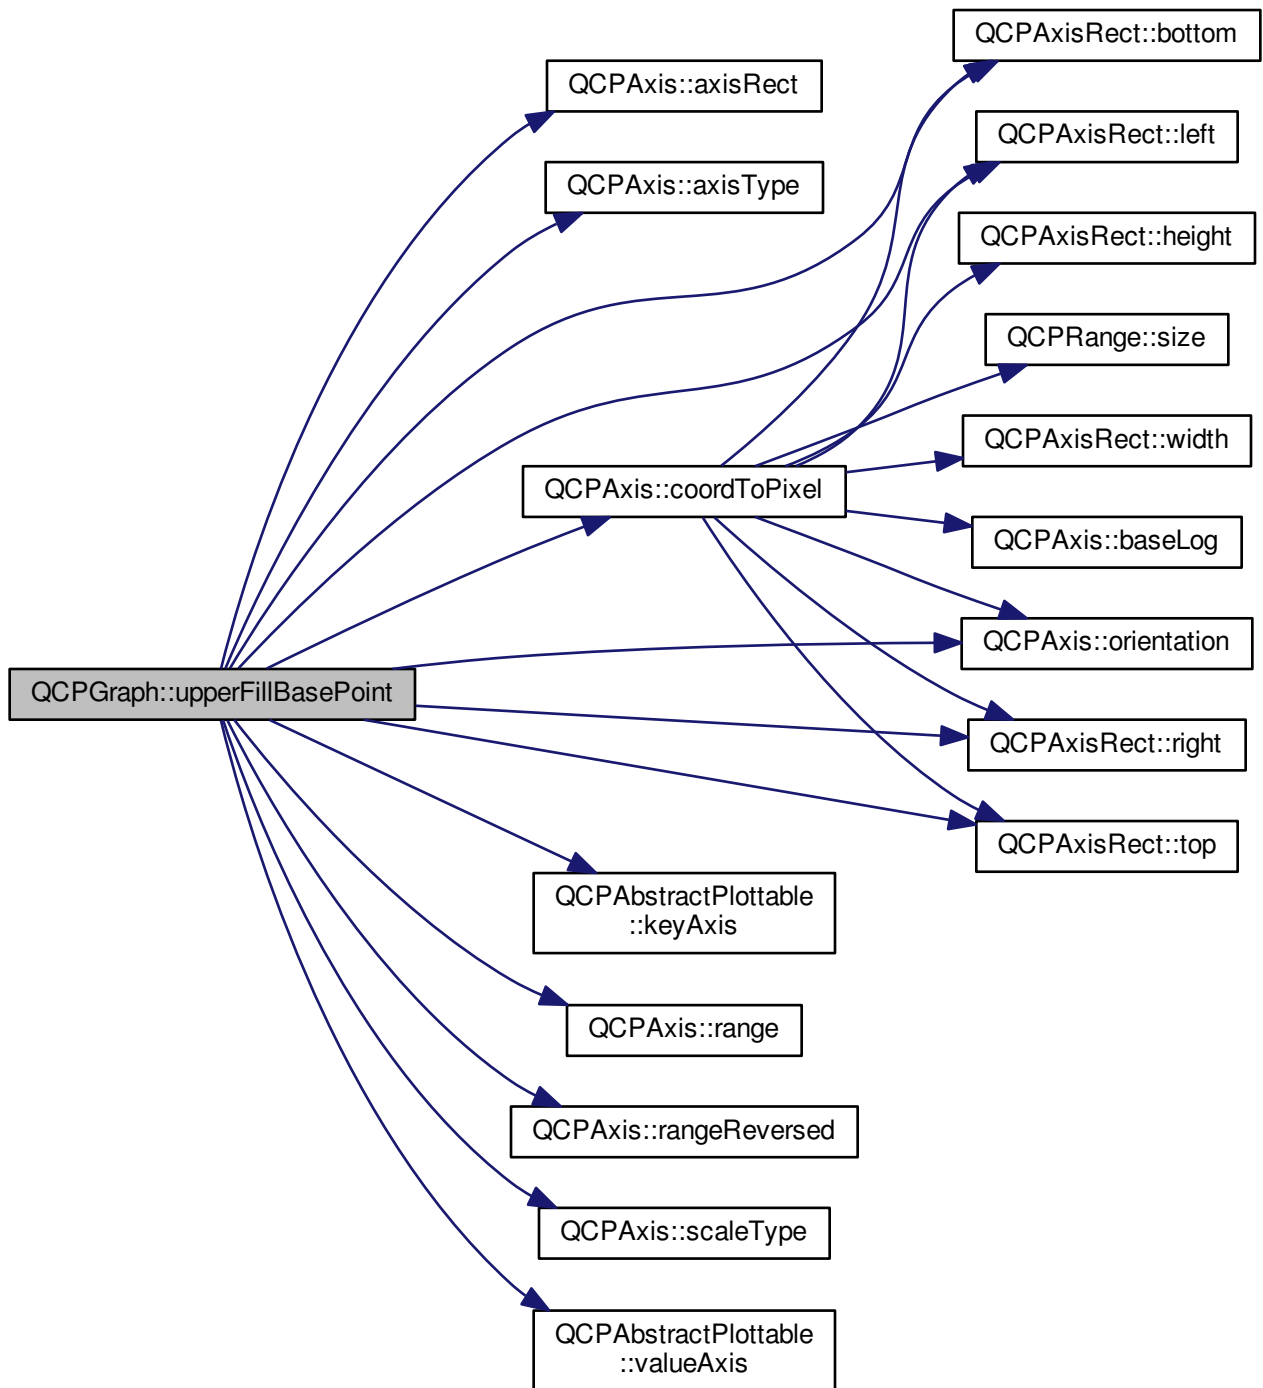 QCPAxisRect::bottom
QCPAxis::axisRect
QCPAxisRect::left
QCPAxis::axisType
QCPAxisRect::height
QCPRange::size
QCPAxisRect::width
QCPAxis::coordToPixel
QCPAxis::baseLog
QCPAxis::orientation
QCPGraph::upperFillBasePoint
QCPAxisRect::right
QCPAxisRect::top
QCPAbstractPlottable
::keyAxis
QCPAxis::range
QCPAxis::rangeReversed
QCPAxis::scaleType
QCPAbstractPlottable
::valueAxis